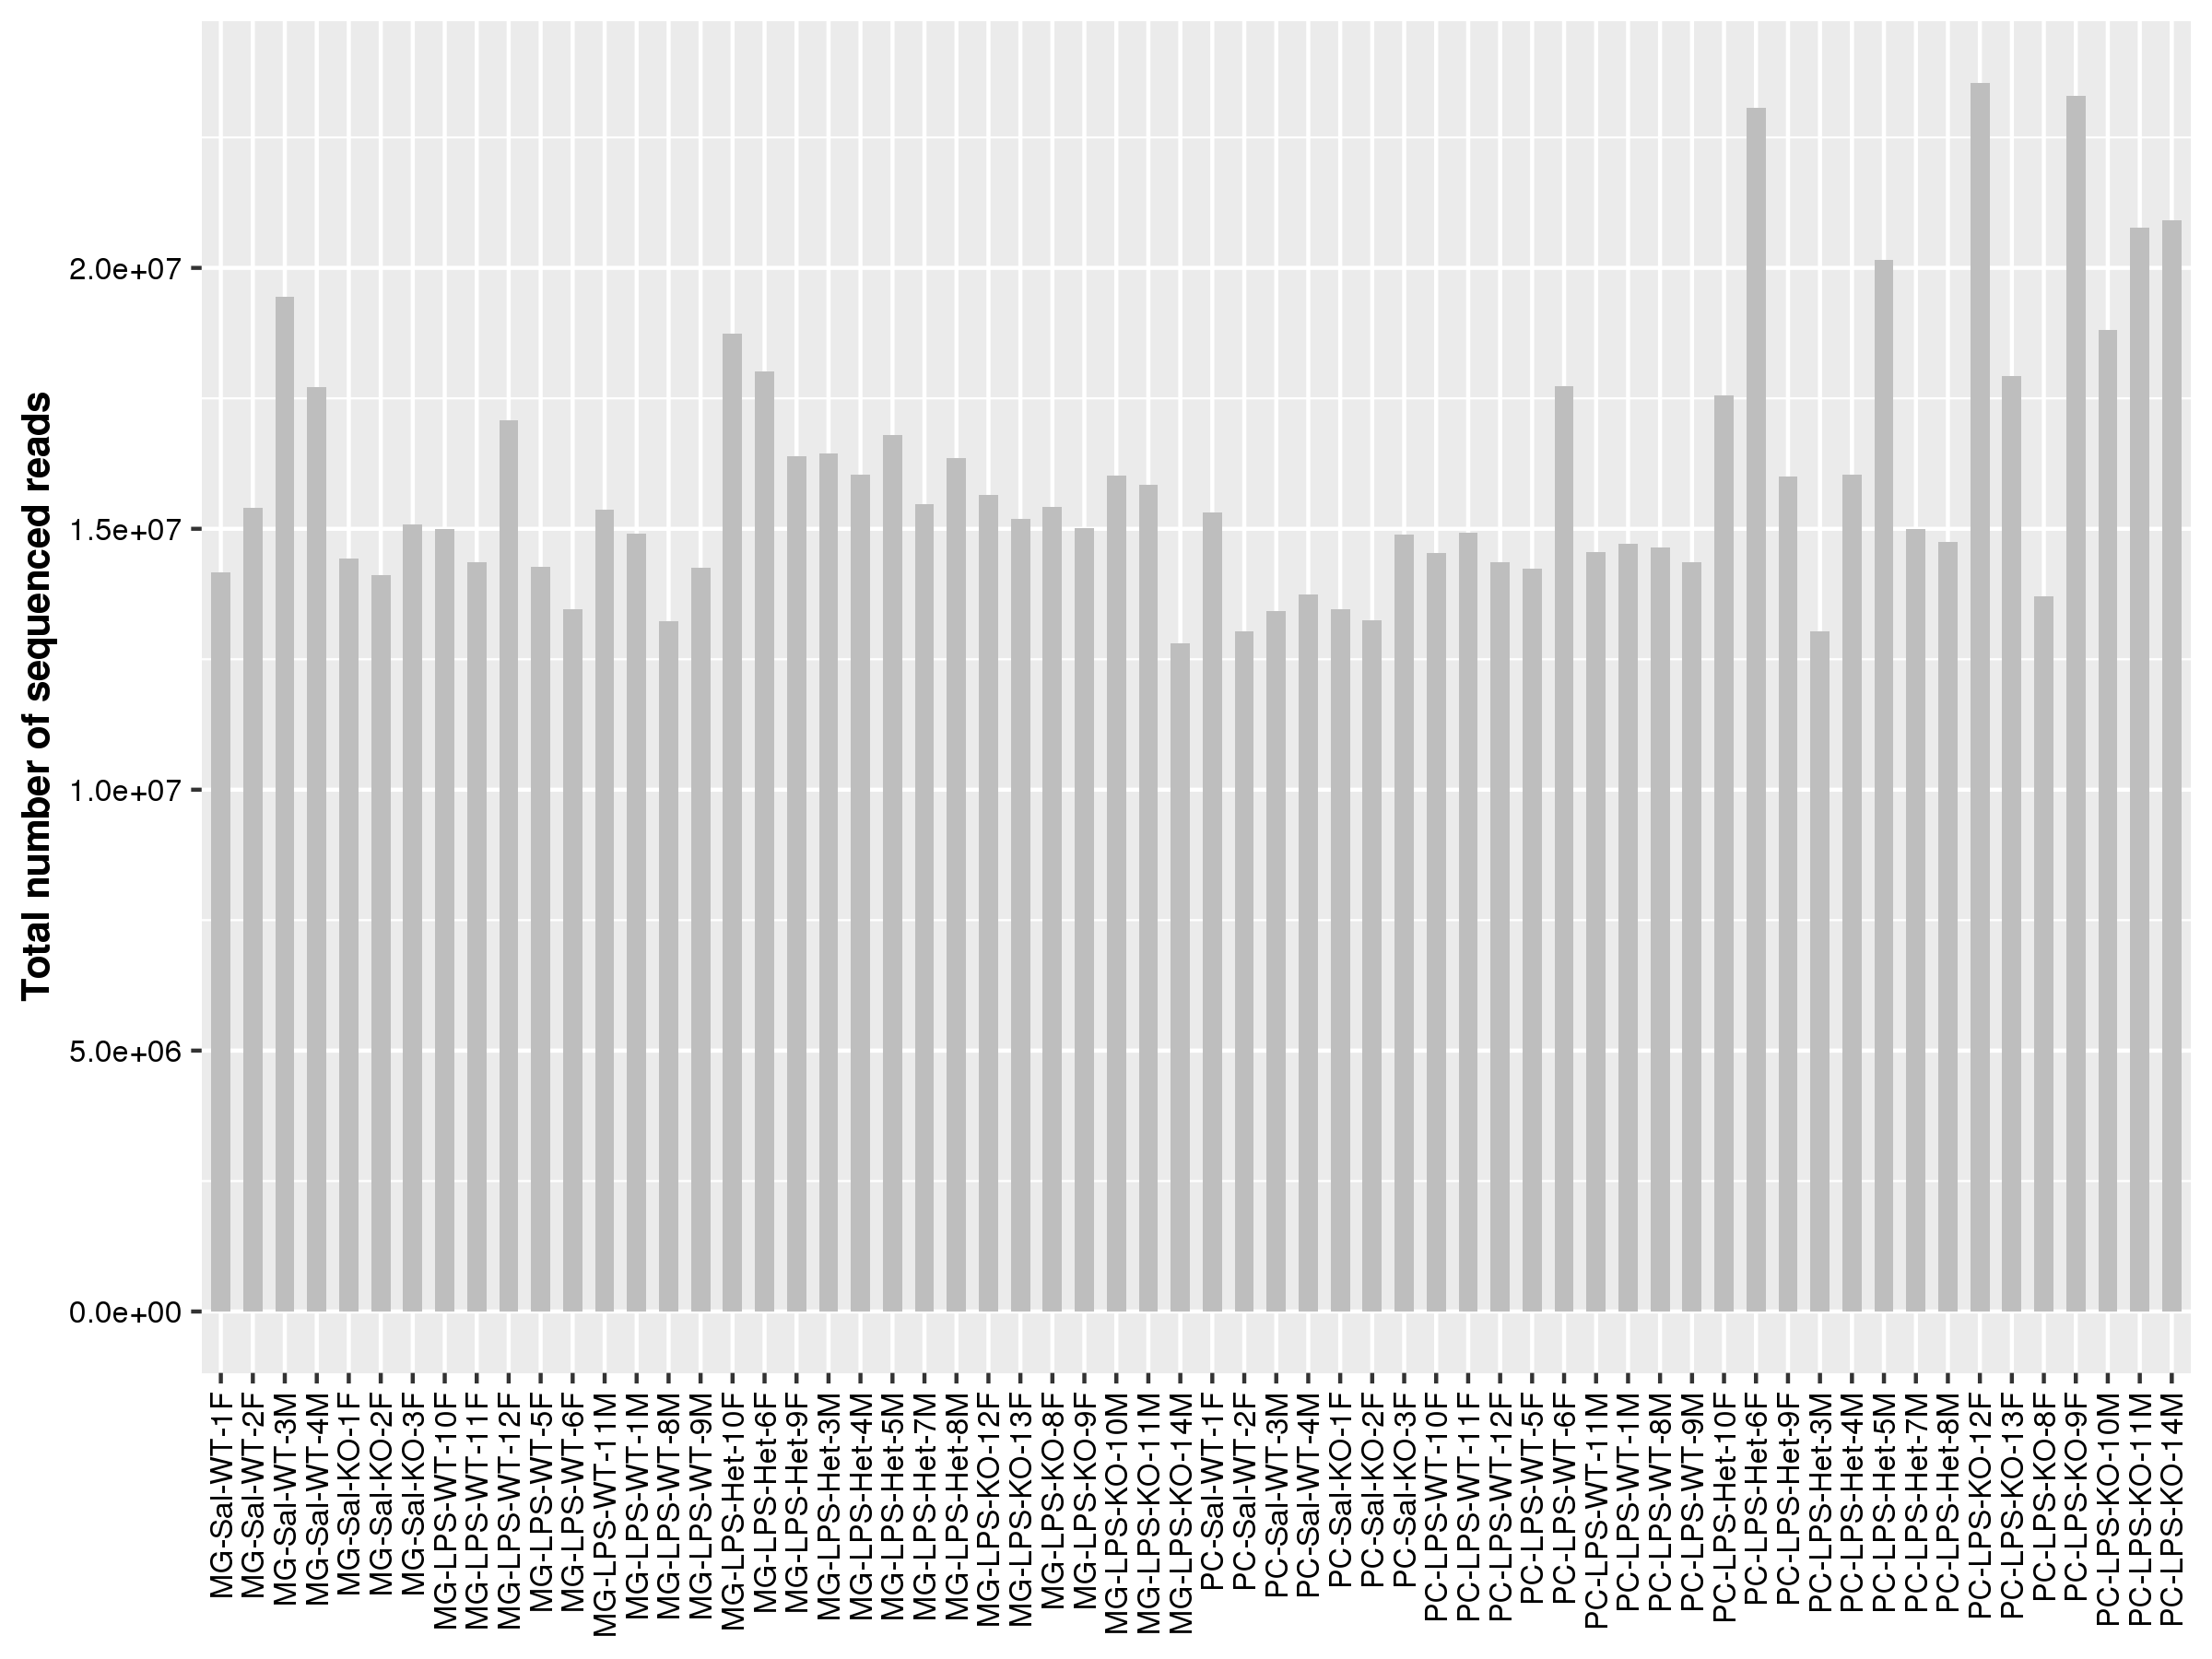 Total number of sequenced reads
2.0e+07
1.5e+07
1.0e+07
5.0e+06
0.0e+00
MG-Sal-WT-1F
MG-Sal-WT-2F
MG-Sal-WT-3M
MG-Sal-WT-4M
MG-Sal-KO-1F
MG-Sal-KO-2F
MG-Sal-KO-3F
MG-LPS-WT-10F
MG-LPS-WT-11F
MG-LPS-WT-12F
MG-LPS-WT-5F
MG-LPS-WT-6F
MG-LPS-WT-11M
MG-LPS-WT-1M
MG-LPS-WT-8M
MG-LPS-WT-9M
MG-LPS-Het-10F
MG-LPS-Het-6F
MG-LPS-Het-9F
MG-LPS-Het-3M
MG-LPS-Het-4M
MG-LPS-Het-5M
MG-LPS-Het-7M
MG-LPS-Het-8M
MG-LPS-KO-12F
MG-LPS-KO-13F
MG-LPS-KO-8F
MG-LPS-KO-9F
MG-LPS-KO-10M
MG-LPS-KO-11M
MG-LPS-KO-14M
PC-Sal-WT-1F
PC-Sal-WT-2F
PC-Sal-WT-3M
PC-Sal-WT-4M
PC-Sal-KO-1F
PC-Sal-KO-2F
PC-Sal-KO-3F
PC-LPS-WT-10F
PC-LPS-WT-11F
PC-LPS-WT-12F
PC-LPS-WT-5F
PC-LPS-WT-6F
PC-LPS-WT-11M
PC-LPS-WT-1M
PC-LPS-WT-8M
PC-LPS-WT-9M
PC-LPS-Het-10F
PC-LPS-Het-6F
PC-LPS-Het-9F
PC-LPS-Het-3M
PC-LPS-Het-4M
PC-LPS-Het-5M
PC-LPS-Het-7M
PC-LPS-Het-8M
PC-LPS-KO-12F
PC-LPS-KO-13F
PC-LPS-KO-8F
PC-LPS-KO-9F
PC-LPS-KO-10M
PC-LPS-KO-11M
PC-LPS-KO-14M